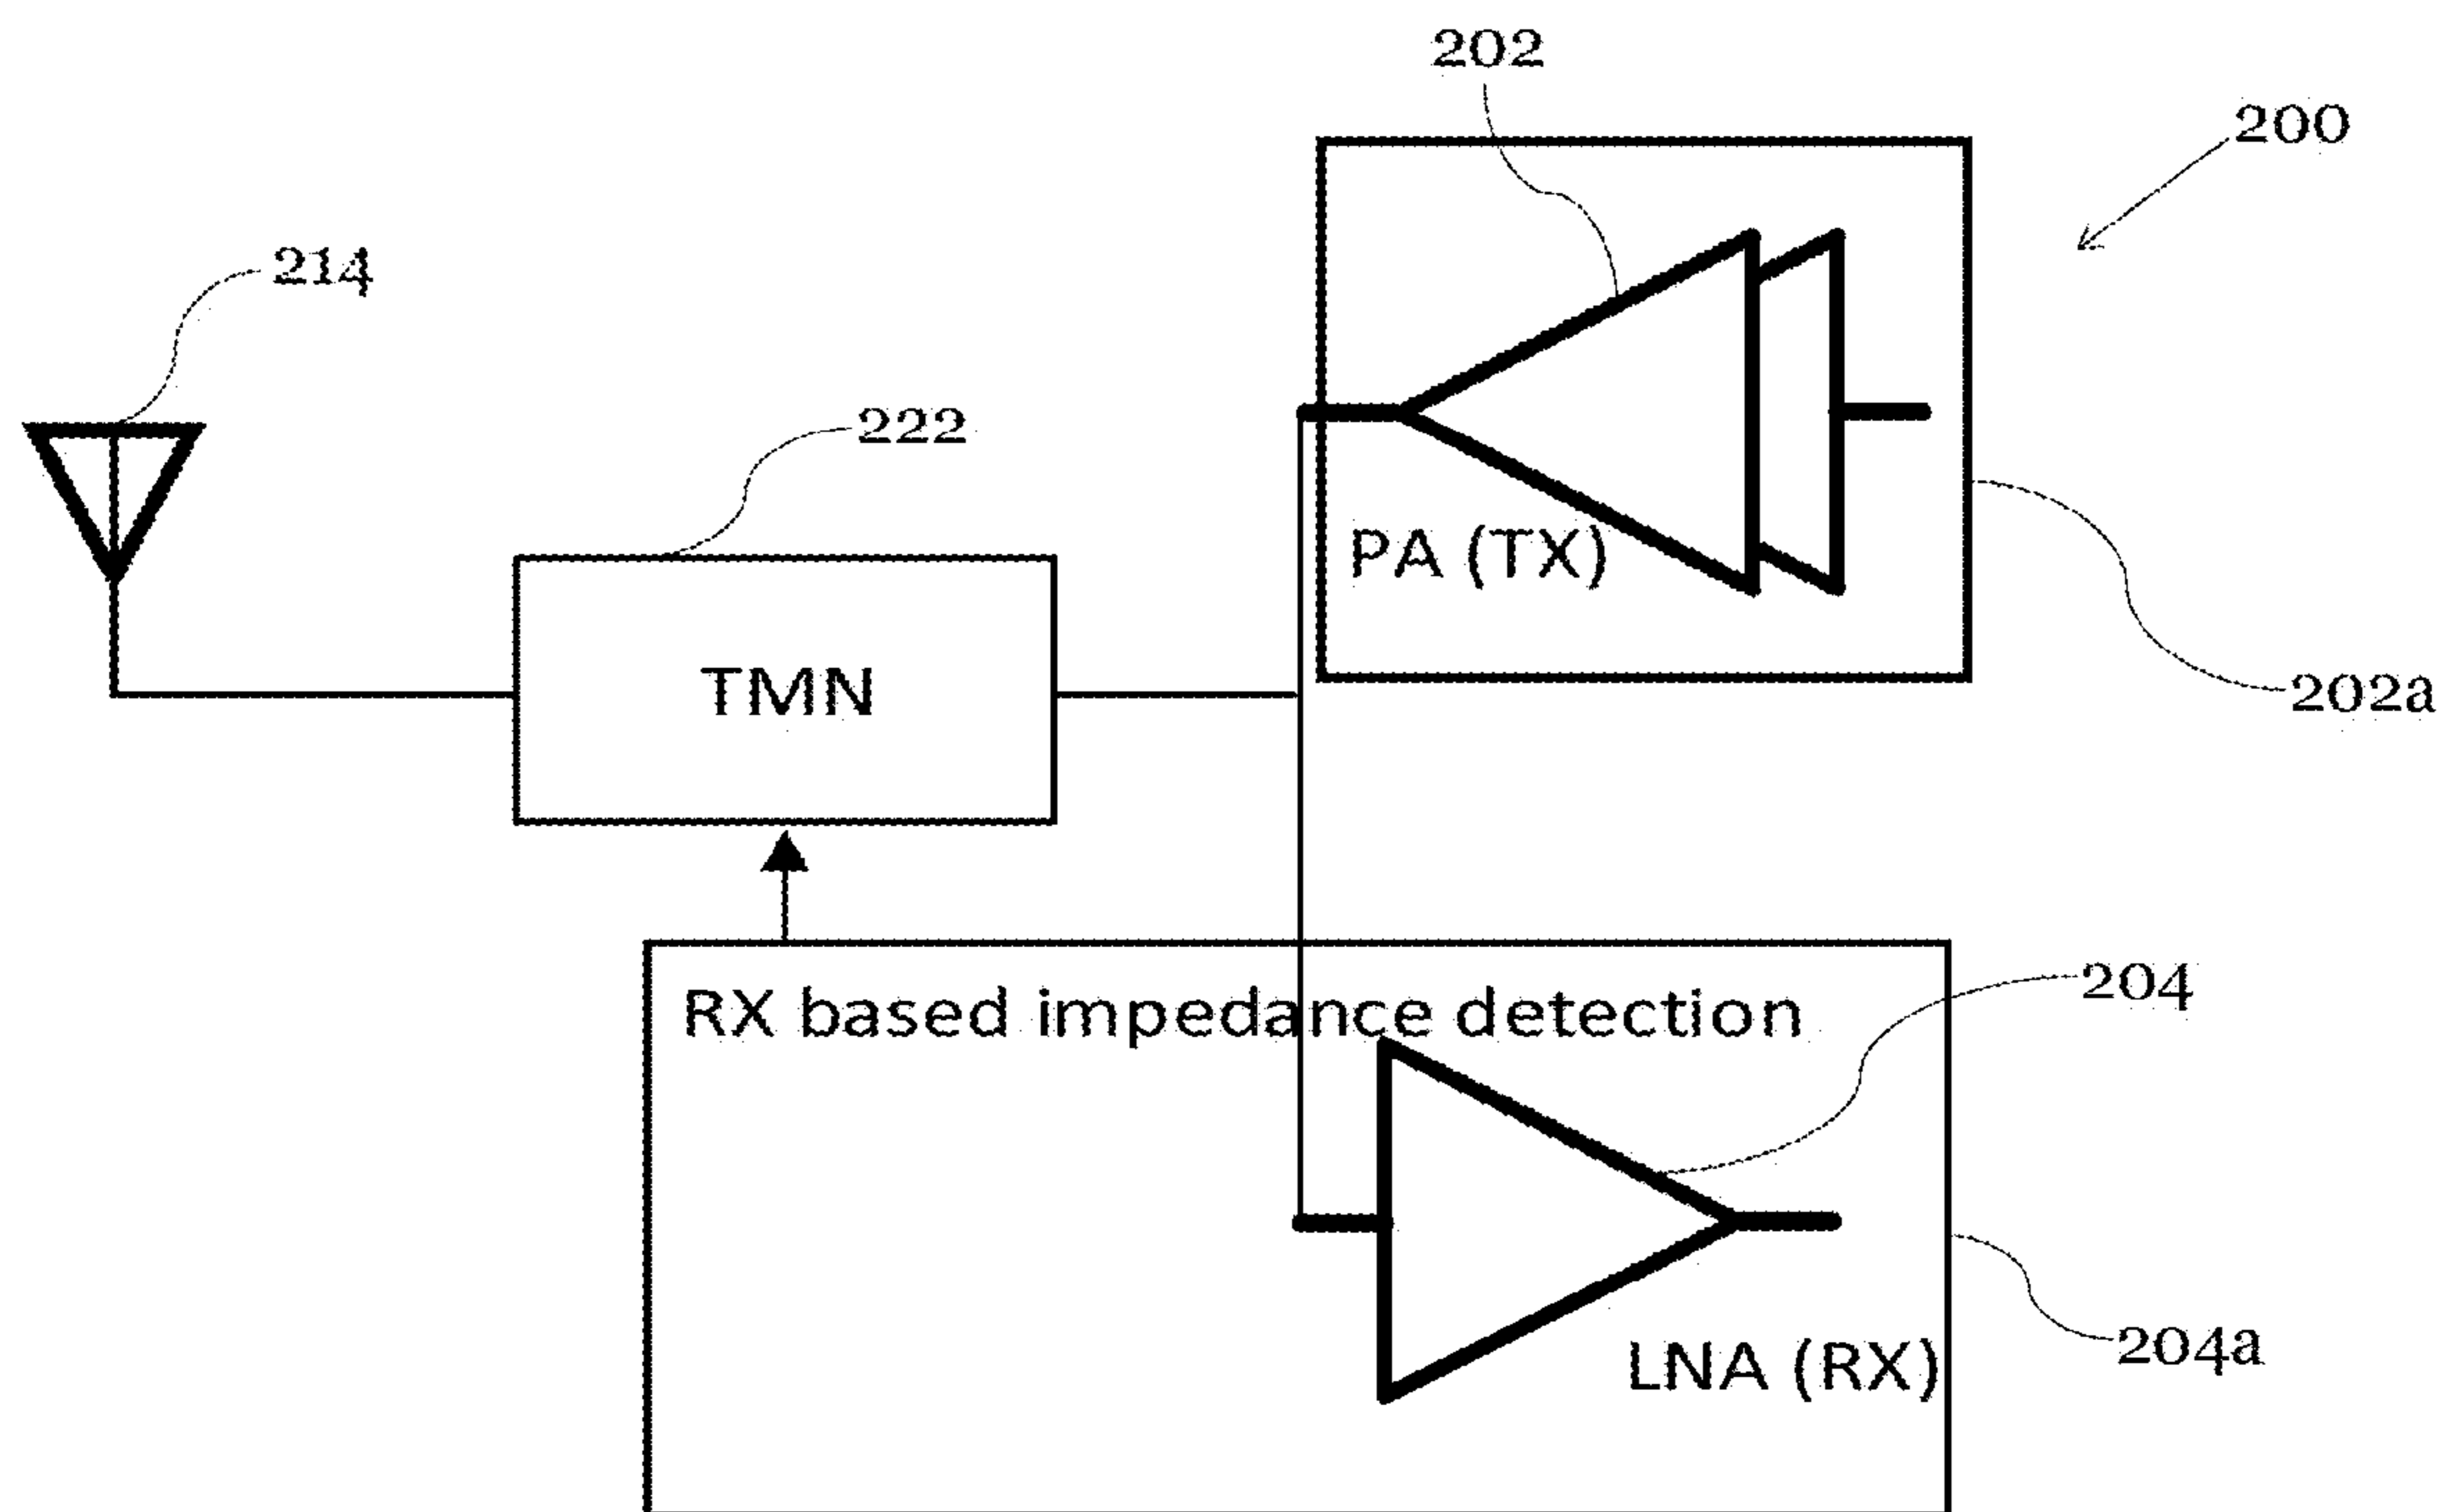 202
200
214
222
PA (TX)
TMN
202a
RX based impedance detection
204
204a
LNA (RX)